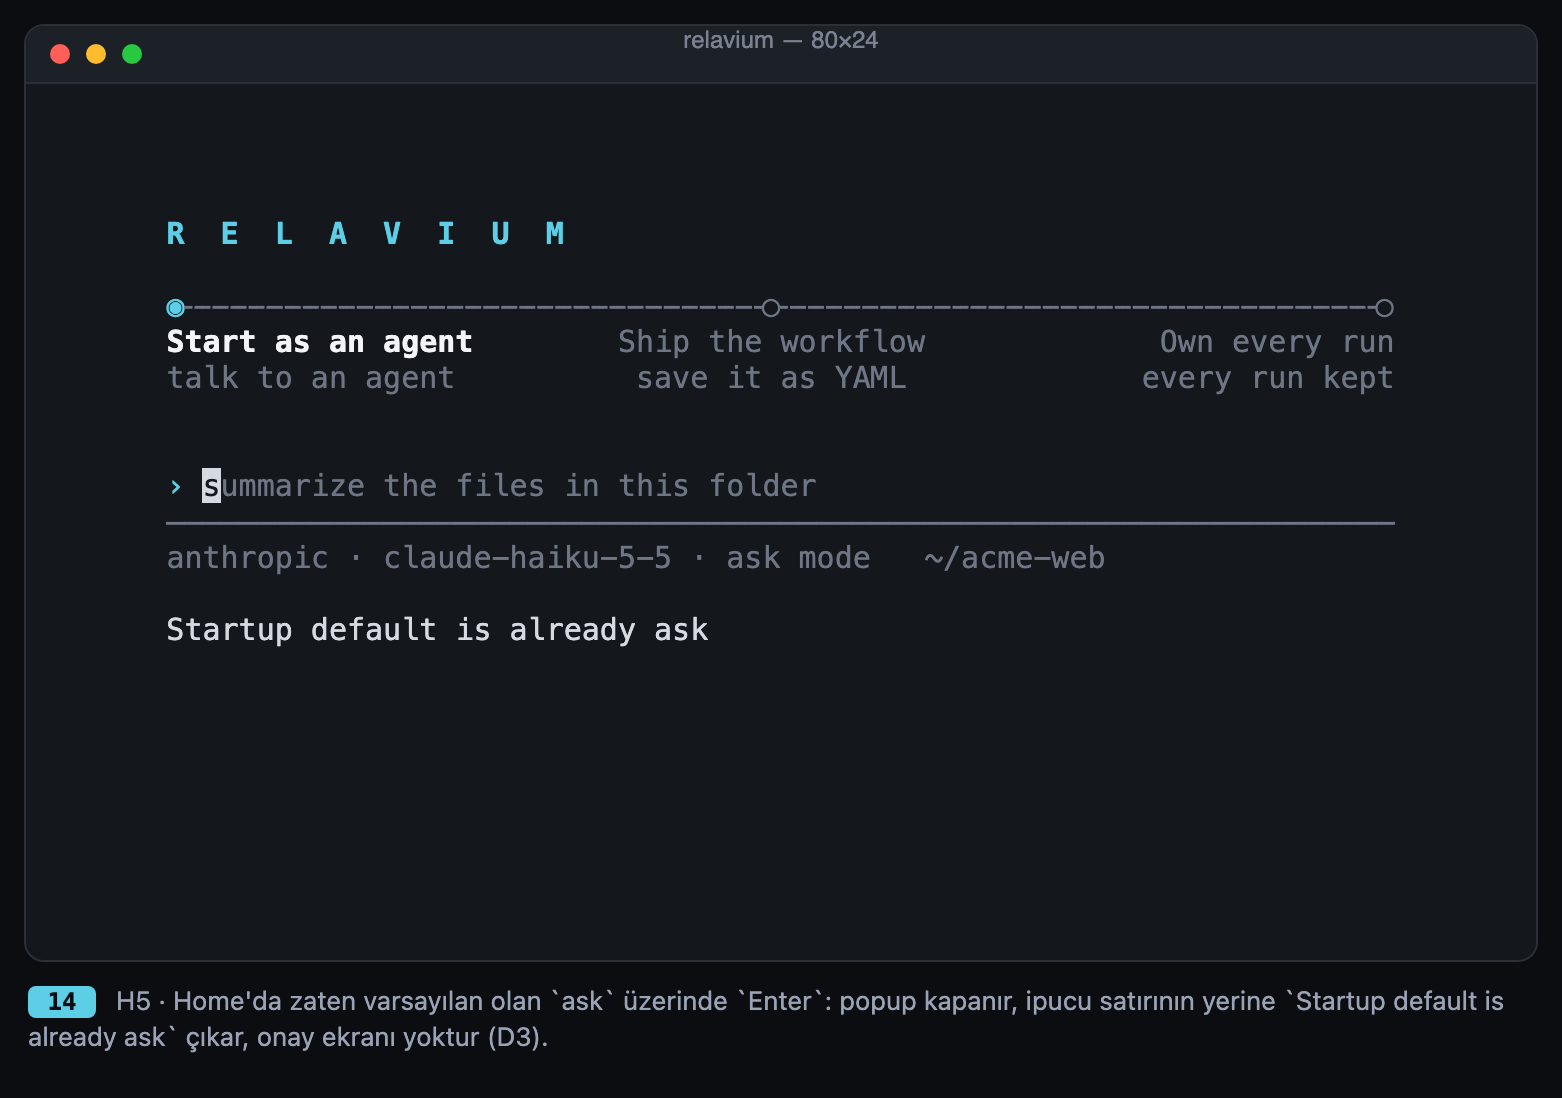 relavium — 80×24
R E L A V I U M
Start as an agent Ship the workflow Own every run
talk to an agent save it as YAML every run kept
› summarize the files in this folder
anthropic · claude-haiku-5-5 · ask mode ~/acme-web
Startup default is already ask
14 H5 · Home'da zaten varsayılan olan `ask` üzerinde `Enter`: popup kapanır, ipucu satırının yerine `Startup default is
already ask` çıkar, onay ekranı yoktur (D3).